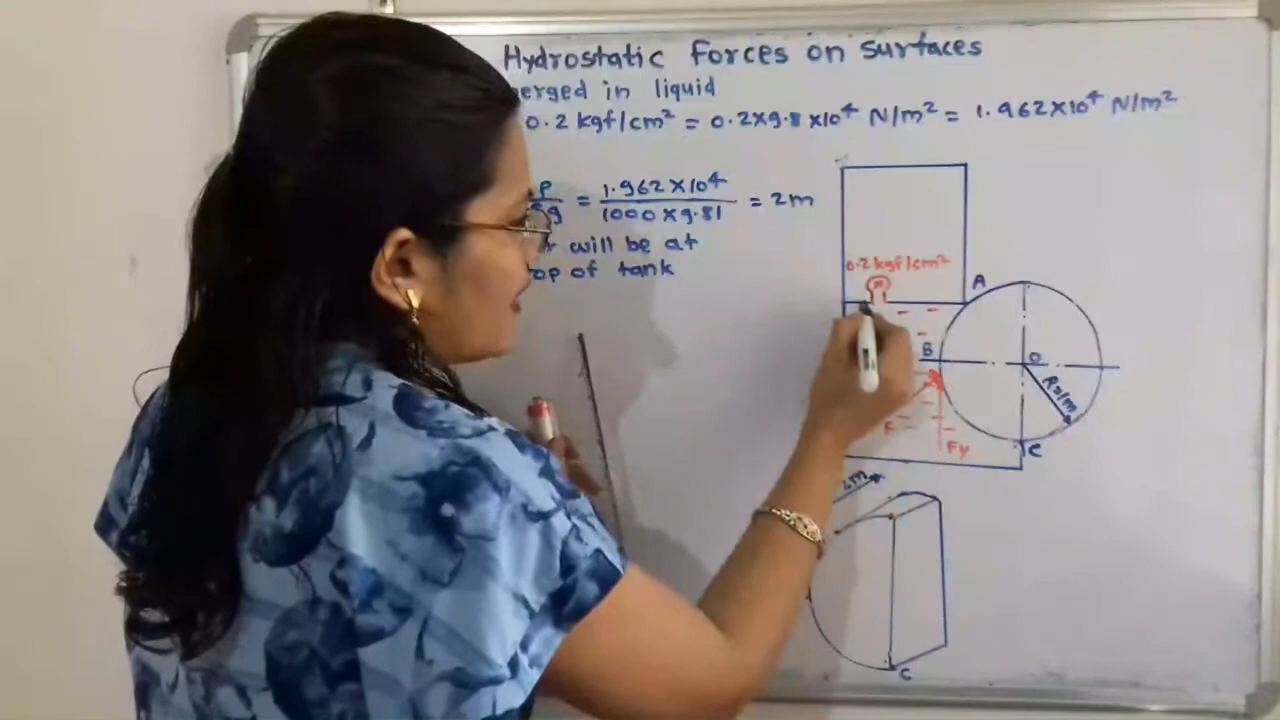 Hydrostatic Forces on surfaces
merged in liquid
0.2 kgf/cm² = 0.2×9.8×10⁴ N/m² = 1.962×10⁴ N/m²
P/ρg = 1.962×10⁴/1000×9.81 = 2m
will be at
top of tank
0.2 kgf/cm²
A
B
O
R=1m
F
Fy
C
2m
C